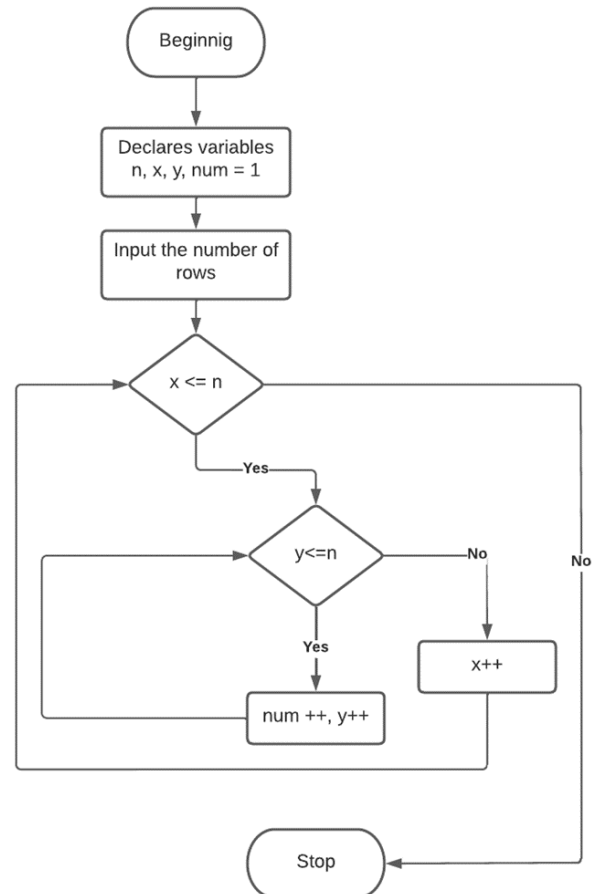 Beginnig
Declares variables
n, x, y, num = 1
Input the number of
rows
x <= n
Yes
y<=n
No
No
Yes
x++
num ++, y++
Stop